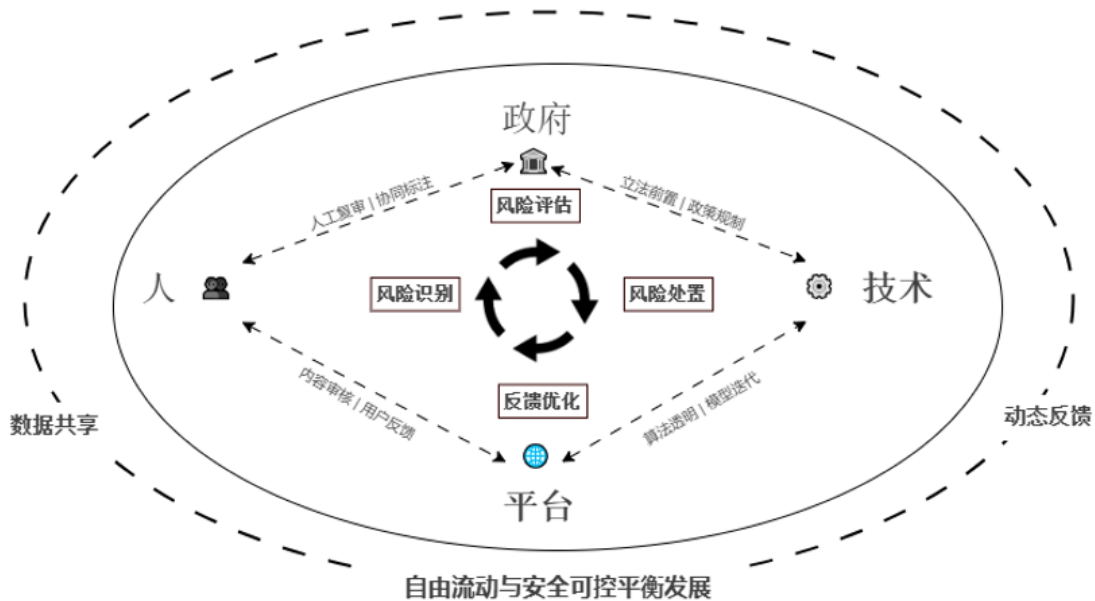 政府
人工复审 | 协同标注
立法前置 | 政策规制
风险评估
人
风险识别
风险处置
技术
内容审核 | 用户反馈
反馈优化
算法透明 | 模型迭代
数据共享
动态反馈
平台
自由流动与安全可控平衡发展